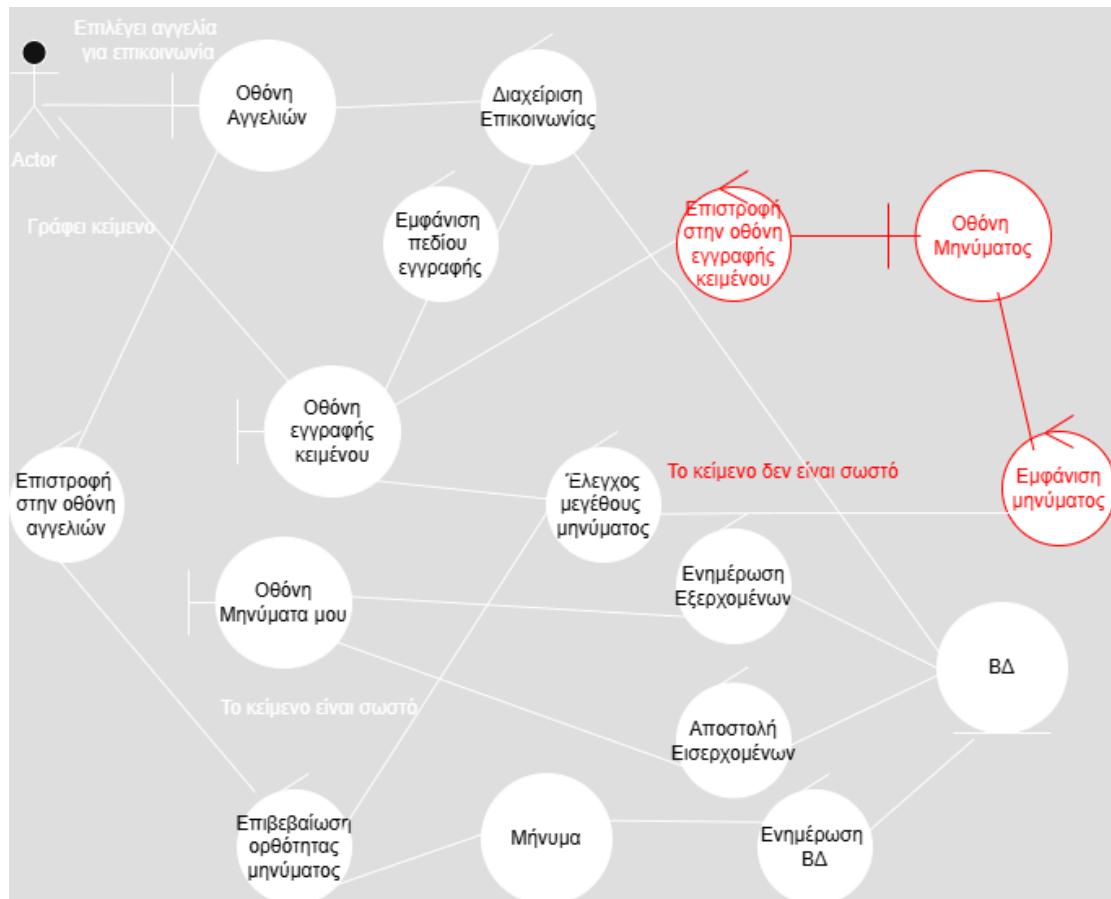 Επιλέγει αγγελία
για επικοινωνία
Οθόνη
Αγγελιών
Διαχείριση
Επικοινωνίας
Actor
Γράφει κείμενο
Εμφάνιση
πεδίου
εγγραφής
Επιστροφή
στην οθόνη
εγγραφής
κειμένου
Οθόνη
Μηνύματος
Οθόνη
εγγραφής
κειμένου
Επιστροφή
στην οθόνη
αγγελιών
Έλεγχος
μεγέθους
μηνύματος
Το κείμενο δεν είναι σωστό
Εμφάνιση
μηνύματος
Οθόνη
Μηνύματα μου
Ενημέρωση
Εξερχομένων
ΒΔ
Το κείμενο είναι σωστό
Αποστολή
Εισερχομένων
Επιβεβαίωση
ορθότητας
μηνύματος
Μήνυμα
Ενημέρωση
ΒΔ